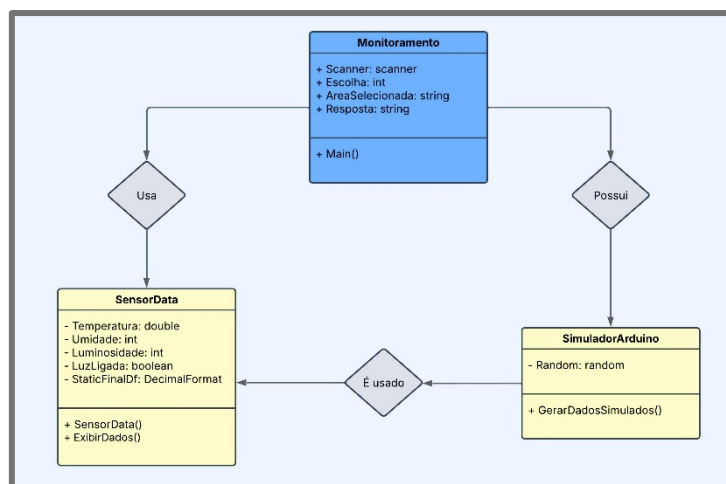 Monitoramento
+ Scanner: scanner
+ Escolha: int
+ AreaSelecionada: string
+ Resposta: string
+ Main()
Usa
Possui
SensorData
- Temperatura: double
- Umidade: int
- Luminosidade: int
- LuzLigada: boolean
- StaticFinalDf: DecimalFormat
+ SensorData()
+ ExibirDados()
É usado
SimuladorArduino
- Random: random
+ GerarDadosSimulados()